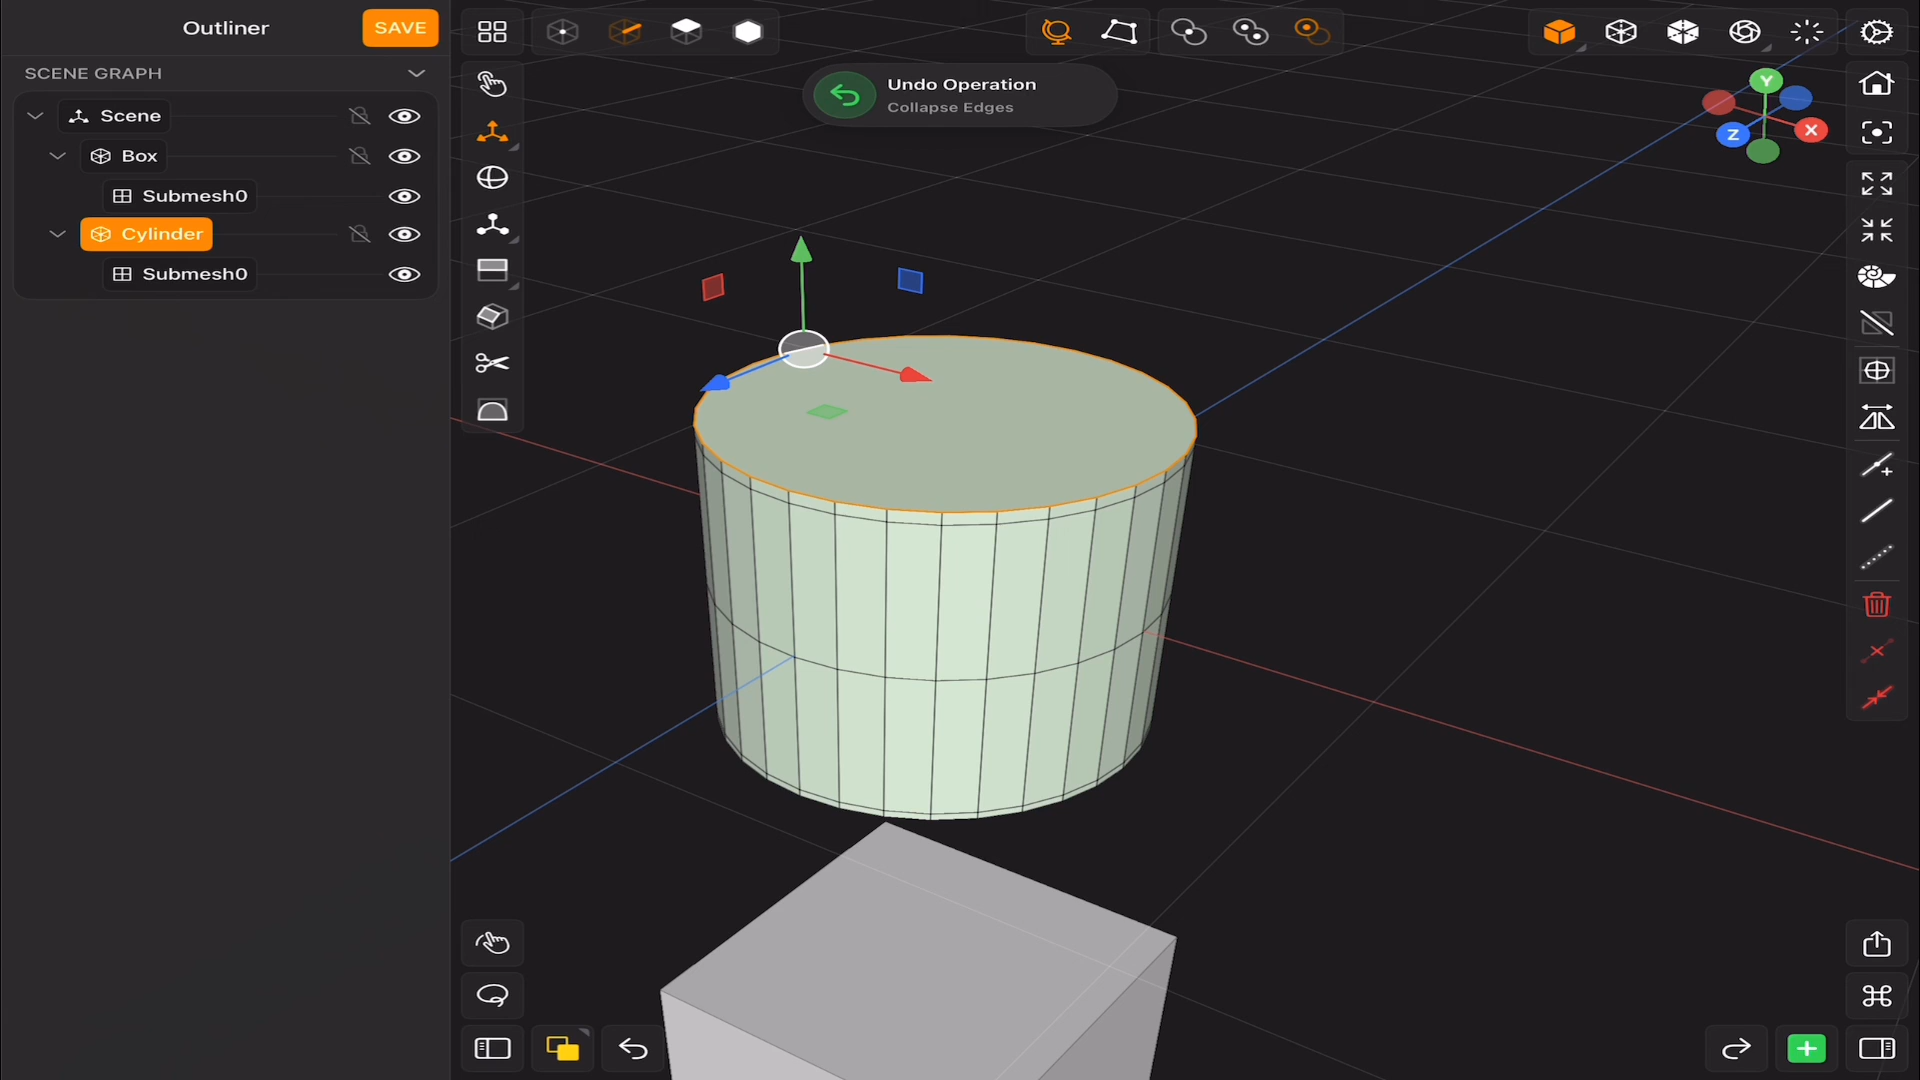 Outliner
SAVE
SCENE GRAPH
Scene
Box
Submesh0
Cylinder
Submesh0
Undo Operation
Collapse Edges
Y
Z
X